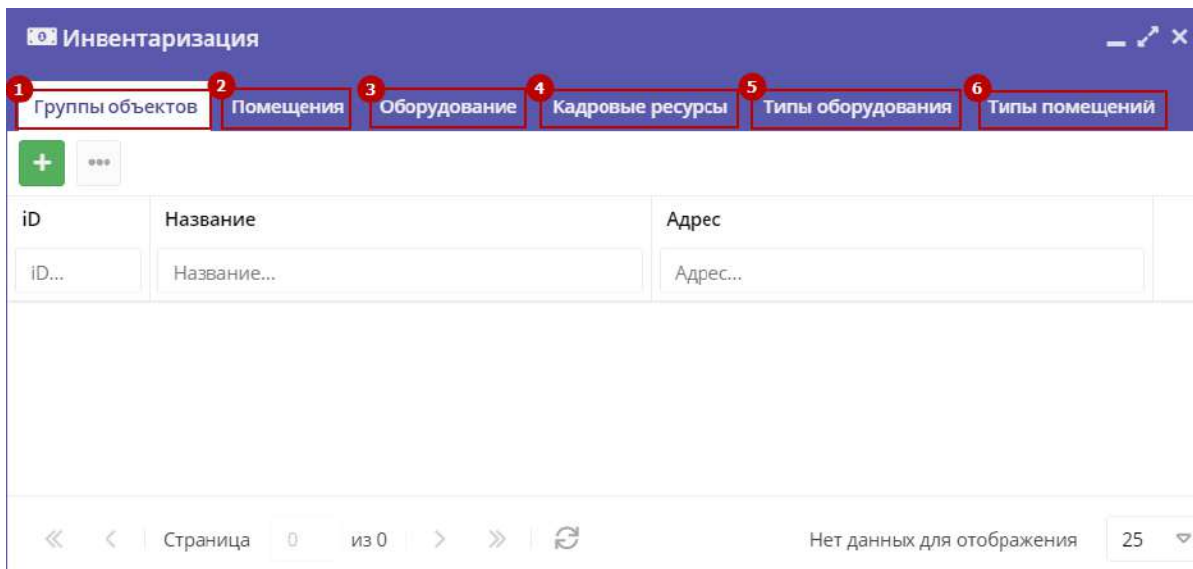 Инвентаризация
1 2 3 4 5 6
Группы объектов Помещения Оборудование Кадровые ресурсы Типы оборудования Типы помещений
iD Название Адрес
iD... Название... Адрес...
Страница 0 из 0 Нет данных для отображения 25